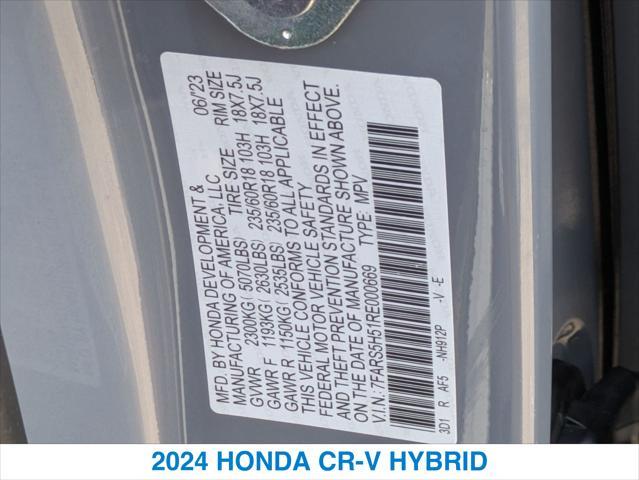 MFD. BY HONDA DEVELOPMENT & 06/'23
MANUFACTURING OF AMERICA, LLC TIRE SIZE RIM SIZE
GVWR 2300KG( 5070LBS) 235/60R18 103H 18X7.5J
GAWR F 1193KG( 2630LBS) 235/60R18 103H 18X7.5J
GAWR R 1150KG( 2535LBS)
THIS VEHICLE CONFORMS TO ALL APPLICABLE
FEDERAL MOTOR VEHICLE SAFETY
AND THEFT PREVENTION STANDARDS IN EFFECT
ON THE DATE OF MANUFACTURE SHOWN ABOVE.
V.I.N: 7FARS5H51RE000669 TYPE: MPV
3D1 R AF5 -NH912P -V -E
2024 HONDA CR-V HYBRID